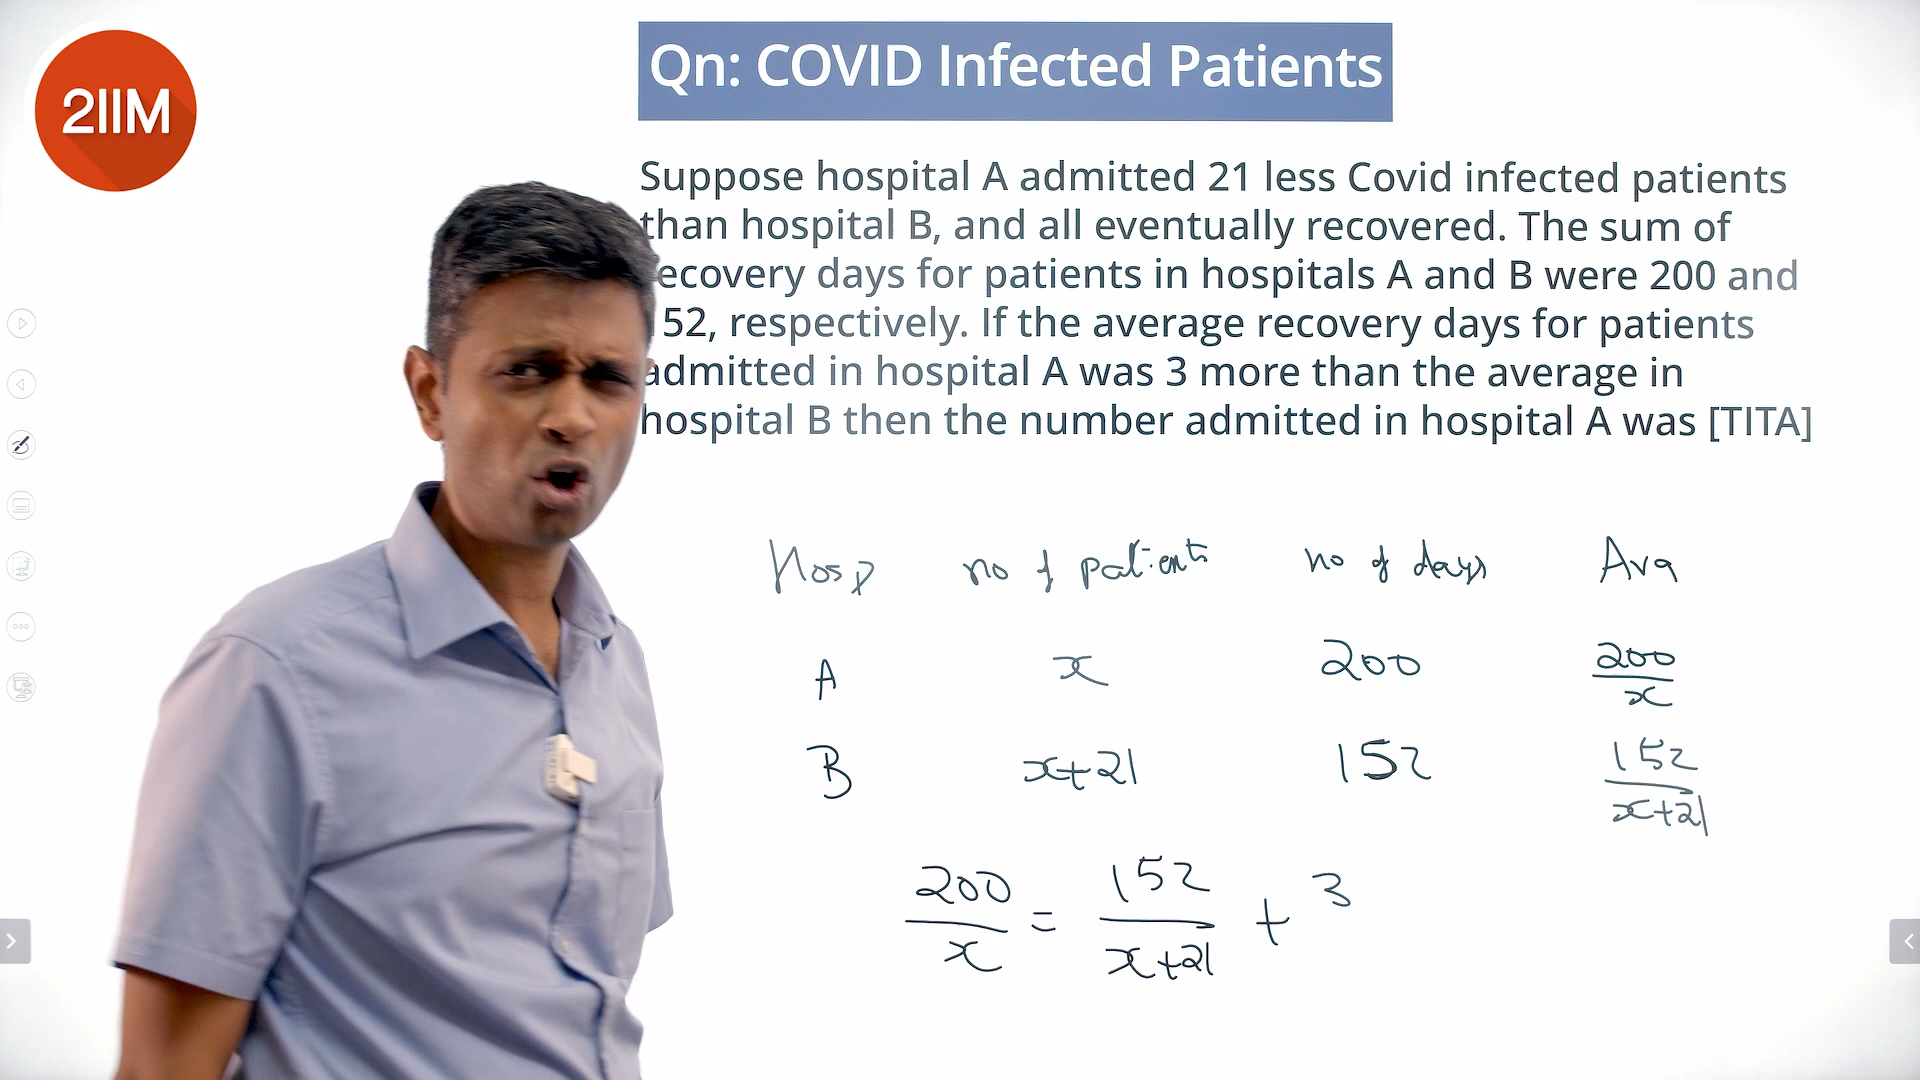 2IIM
Qn: COVID Infected Patients
Suppose hospital A admitted 21 less Covid infected patients
than hospital B, and all eventually recovered. The sum of
recovery days for patients in hospitals A and B were 200 and
152, respectively. If the average recovery days for patients
admitted in hospital A was 3 more than the average in
hospital B then the number admitted in hospital A was [TITA]
Hosp no of patients no of days Avg
A x 200 200/x
B x+21 152 152/x+21
200/x = 152/x+21 + 3